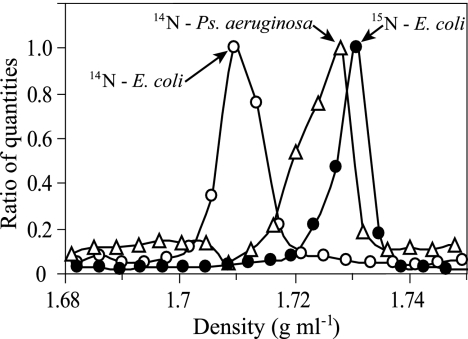 ¹⁴N - Ps. aeruginosa
¹⁵N - E. coli
¹⁴N - E. coli
Ratio of quantities
1.0
0.8
0.6
0.4
0.2
0
1.68 1.7 1.72 1.74
Density (g ml⁻¹)